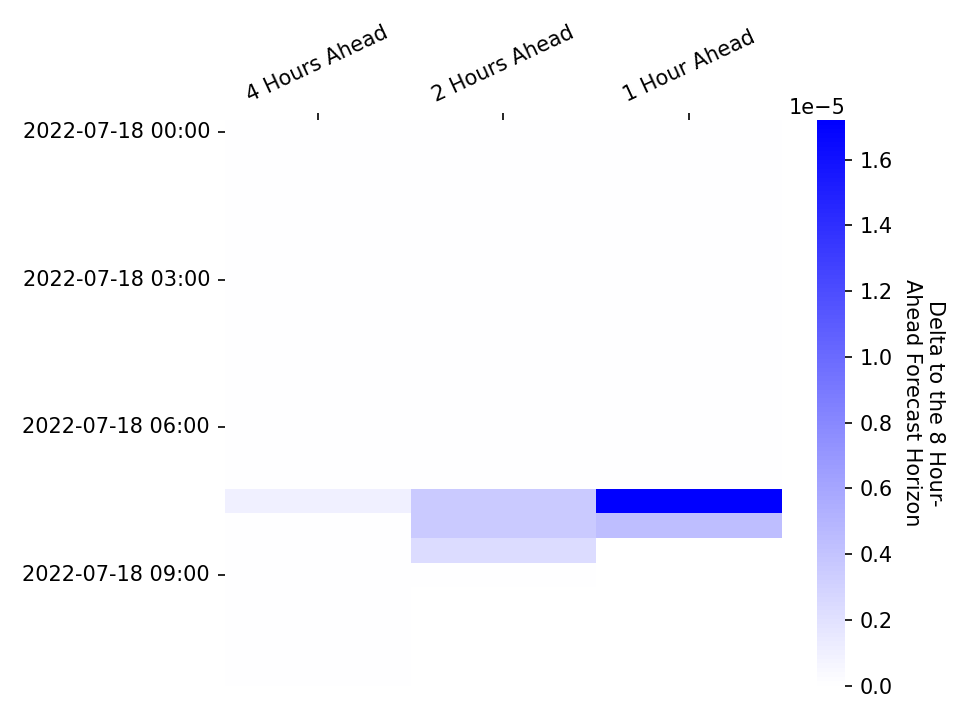 4 Hours Ahead
2 Hours Ahead
1 Hour Ahead
2022-07-18 00:00
2022-07-18 03:00
2022-07-18 06:00
2022-07-18 09:00
1e−5
1.6
1.4
1.2
1.0
0.8
0.6
0.4
0.2
0.0
Delta to the 8 Hour-
Ahead Forecast Horizon